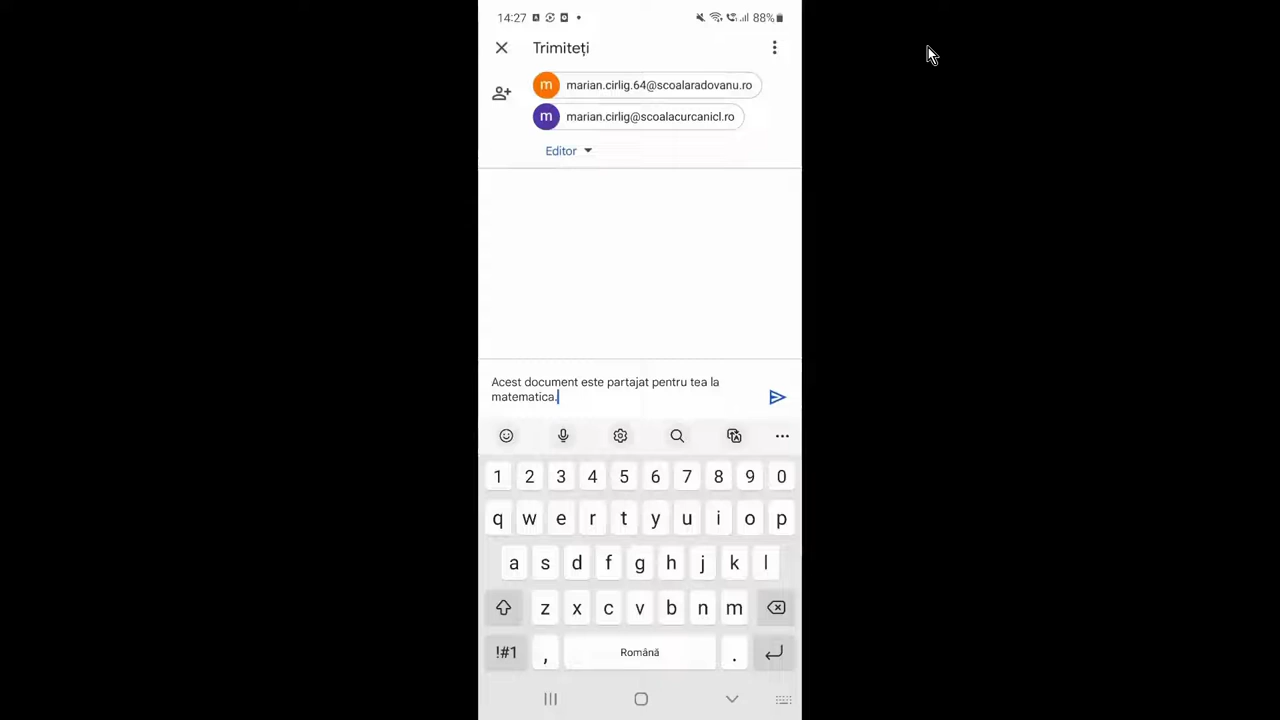 14:27 88%
Trimiteți
m marian.cirlig.64@scoalaradovanu.ro
m marian.cirlig@scoalacurcanicl.ro
Editor
Acest document este partajat pentru tea la
matematica.
1 2 3 4 5 6 7 8 9 0
q w e r t y u i o p
a s d f g h j k l
z x c v b n m
!#1 , Română .